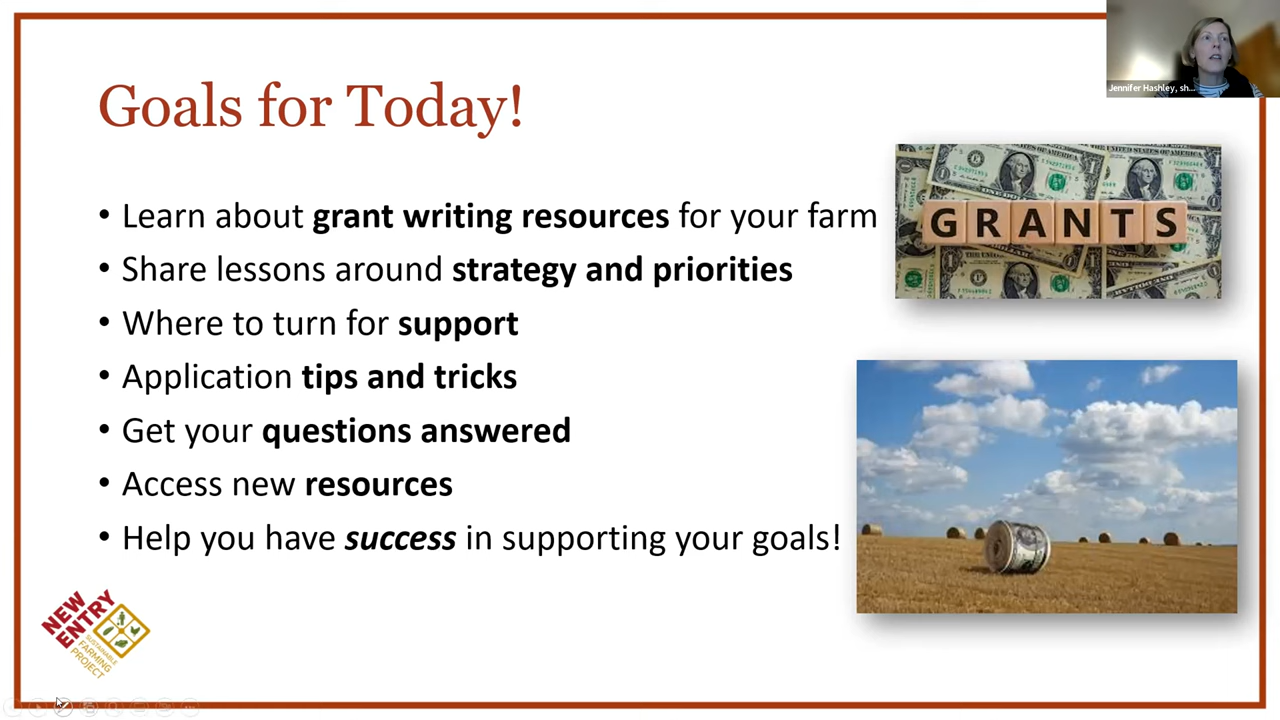 Goals for Today!
Jennifer Hashley, sh...
GRANTS
• Learn about grant writing resources for your farm
• Share lessons around strategy and priorities
• Where to turn for support
• Application tips and tricks
• Get your questions answered
• Access new resources
• Help you have success in supporting your goals!
NEW
ENTRY
SUSTAINABLE
FARMING
PROJECT